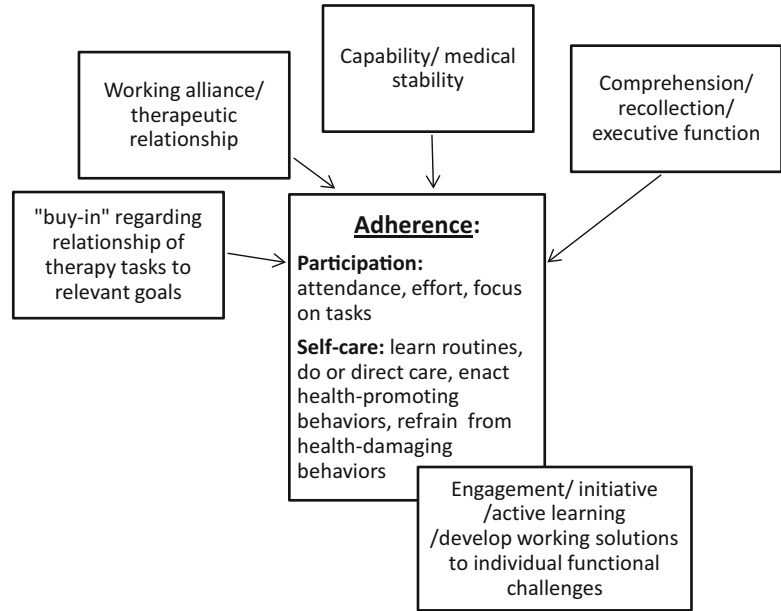 Capability/ medical
stability
Working alliance/
therapeutic
relationship
Comprehension/
recollection/
executive function
"buy-in" regarding
relationship of
therapy tasks to
relevant goals
Adherence:
Participation:
attendance, effort, focus
on tasks
Self-care: learn routines,
do or direct care, enact
health-promoting
behaviors, refrain from
health-damaging
behaviors
Engagement/ initiative
/active learning
/develop working solutions
to individual functional
challenges